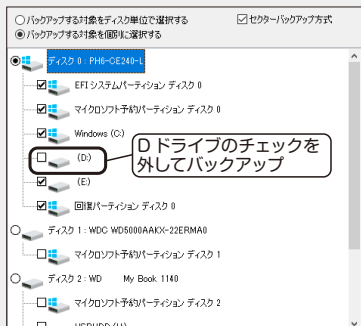 バックアップする対象をディスク単位で選択する
セクターバックアップ方式
バックアップする対象を個別に選択する
ディスク 0 : PH6-CE240-L
EFI システムパーティション ディスク 0
マイクロソフト予約パーティション ディスク 0
Windows (C:)
(D:)
Dドライブのチェックを
外してバックアップ
(E:)
回復パーティション ディスク 0
ディスク 1 : WDC WD5000AAKX-22ERMA0
マイクロソフト予約パーティション ディスク 1
ディスク 2 : WD My Book 1140
マイクロソフト予約パーティション ディスク 2